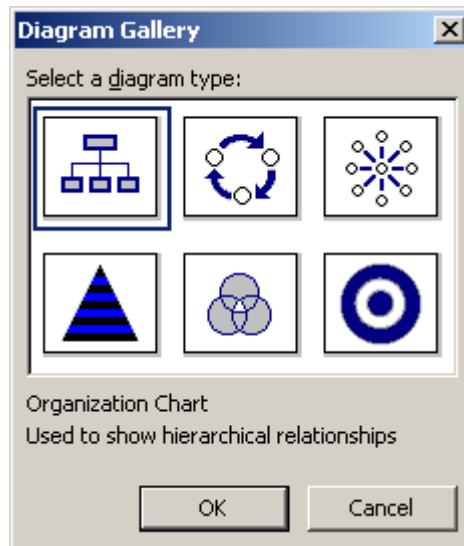 Diagram Gallery
Select a diagram type:
Organization Chart
Used to show hierarchical relationships
OK
Cancel